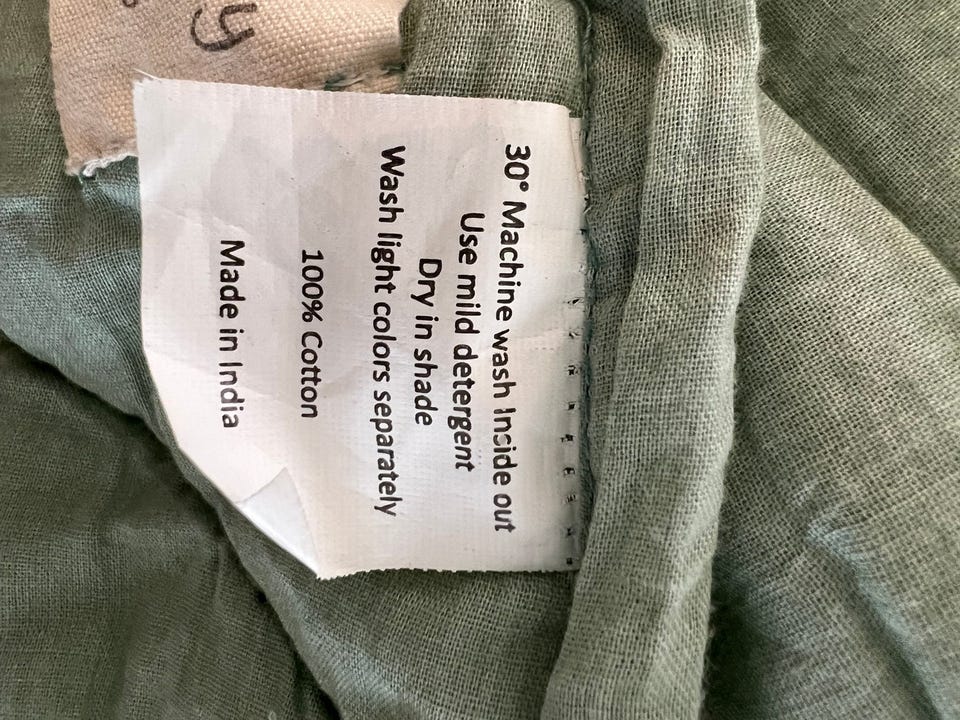 30° Machine wash Inside out
Use mild detergent
Dry in shade
Wash light colors separately
100% Cotton
Made in India